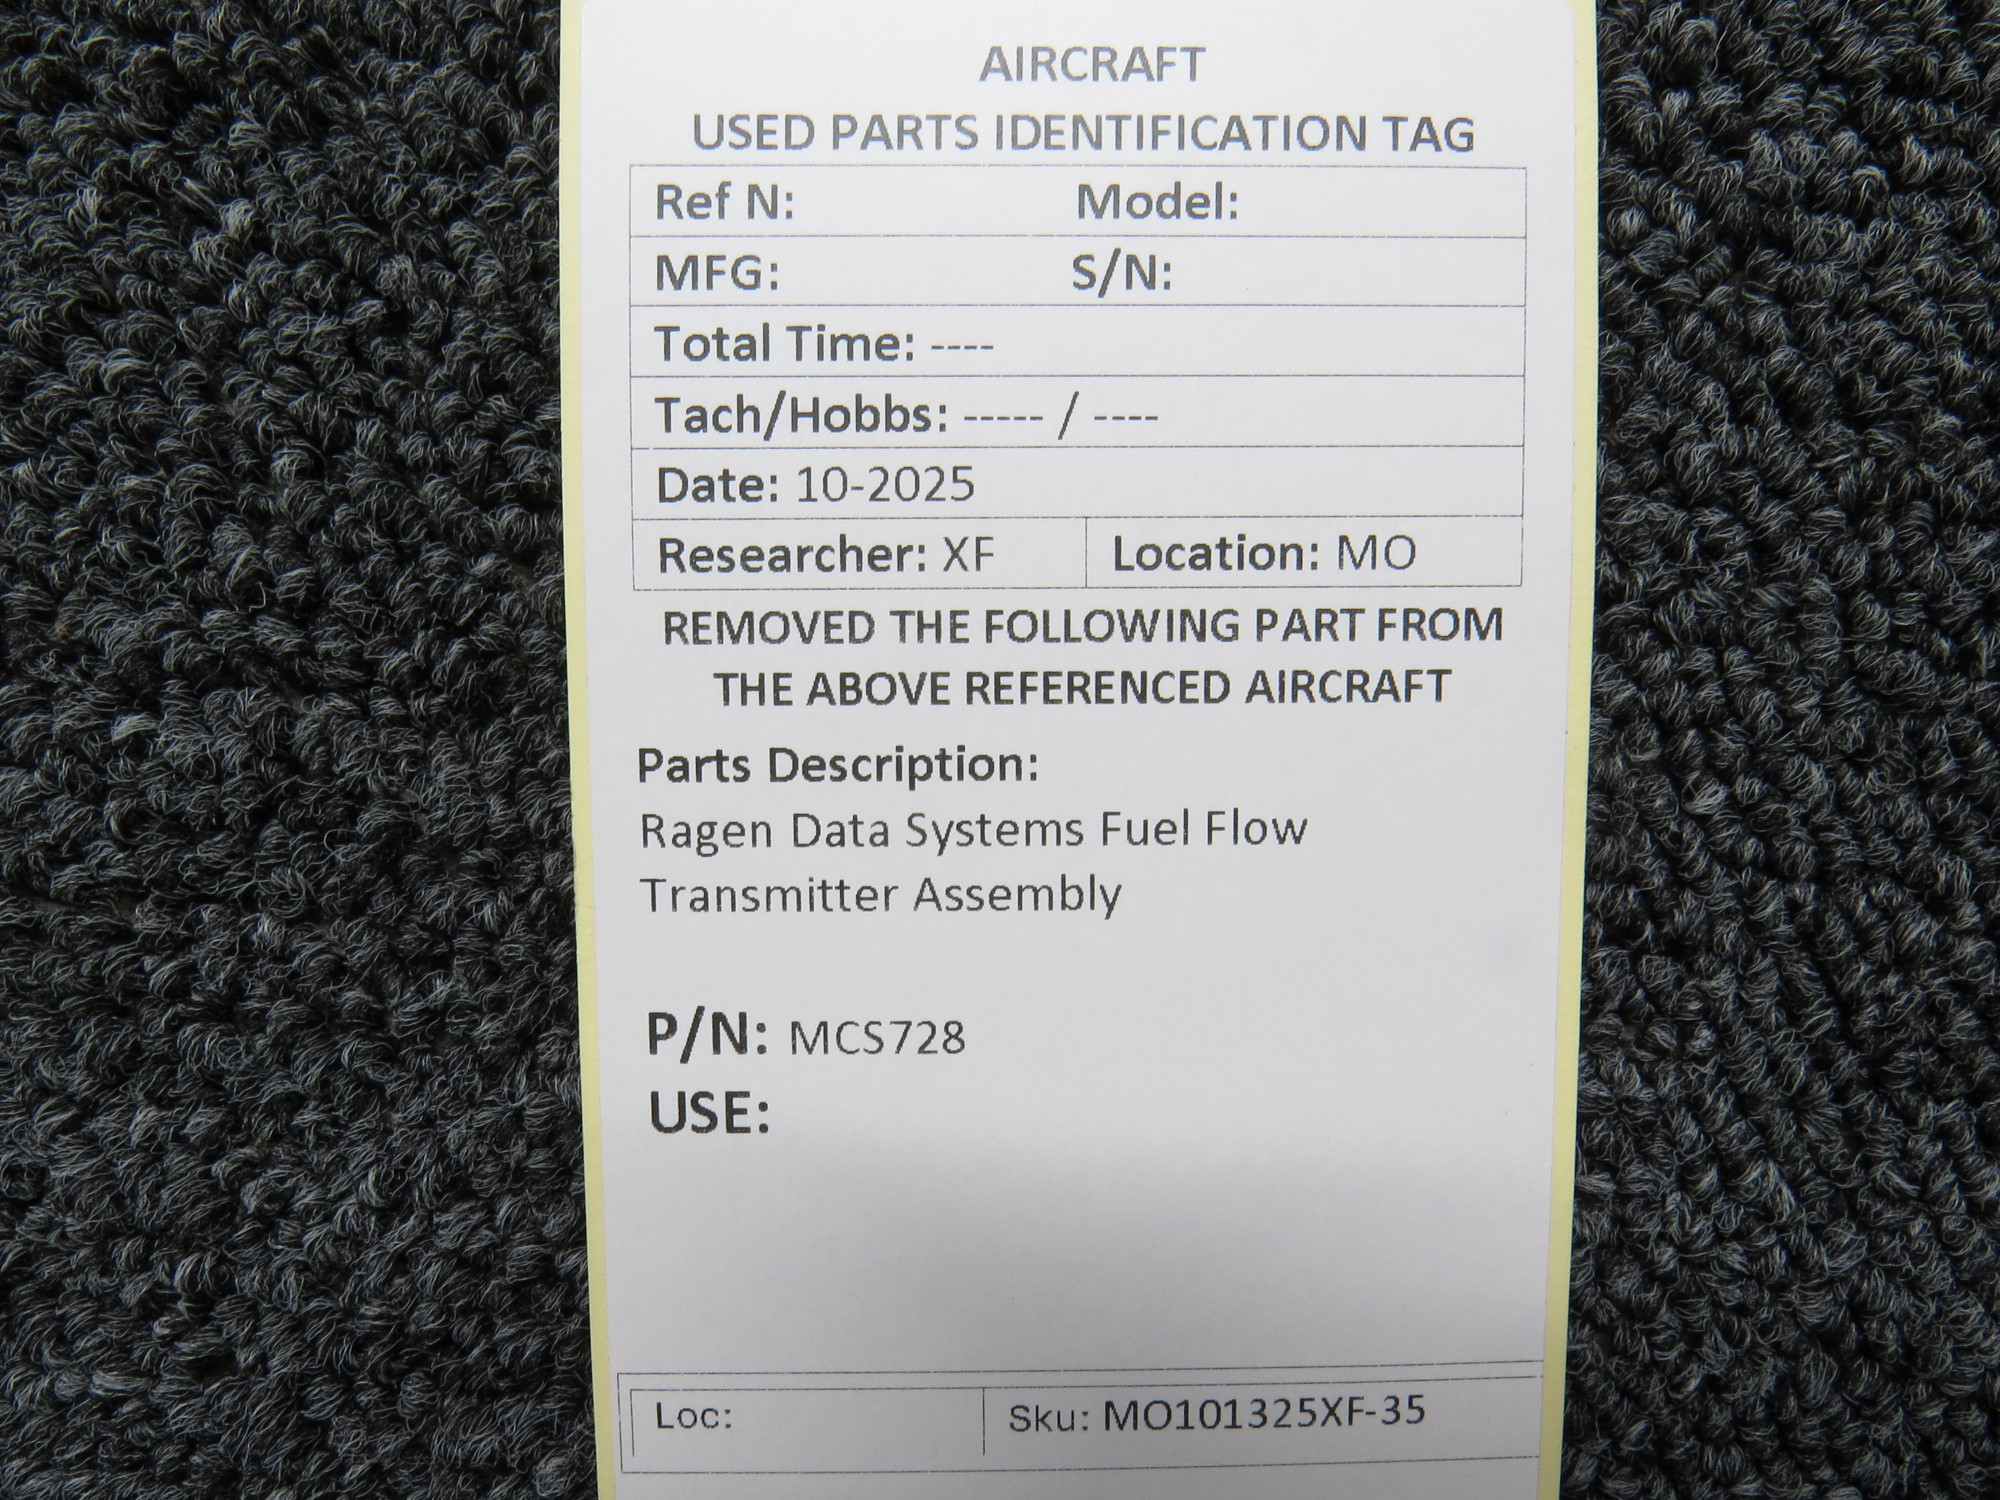 AIRCRAFT
USED PARTS IDENTIFICATION TAG
Ref N: Model:
MFG: S/N:
Total Time: ----
Tach/Hobbs: ----- / ----
Date: 10-2025
Researcher: XF Location: MO
REMOVED THE FOLLOWING PART FROM
THE ABOVE REFERENCED AIRCRAFT
Parts Description:
Ragen Data Systems Fuel Flow
Transmitter Assembly
P/N: MCS728
USE:
Loc: Sku: MO101325XF-35